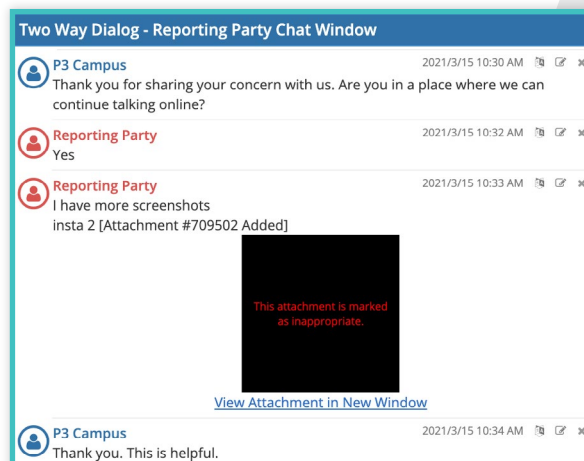 Two Way Dialog - Reporting Party Chat Window
P3 Campus 2021/3/15 10:30 AM
Thank you for sharing your concern with us. Are you in a place where we can
continue talking online?
Reporting Party 2021/3/15 10:32 AM
Yes
Reporting Party 2021/3/15 10:33 AM
I have more screenshots
insta 2 [Attachment #709502 Added]
This attachment is marked
as inappropriate.
View Attachment in New Window
P3 Campus 2021/3/15 10:34 AM
Thank you. This is helpful.